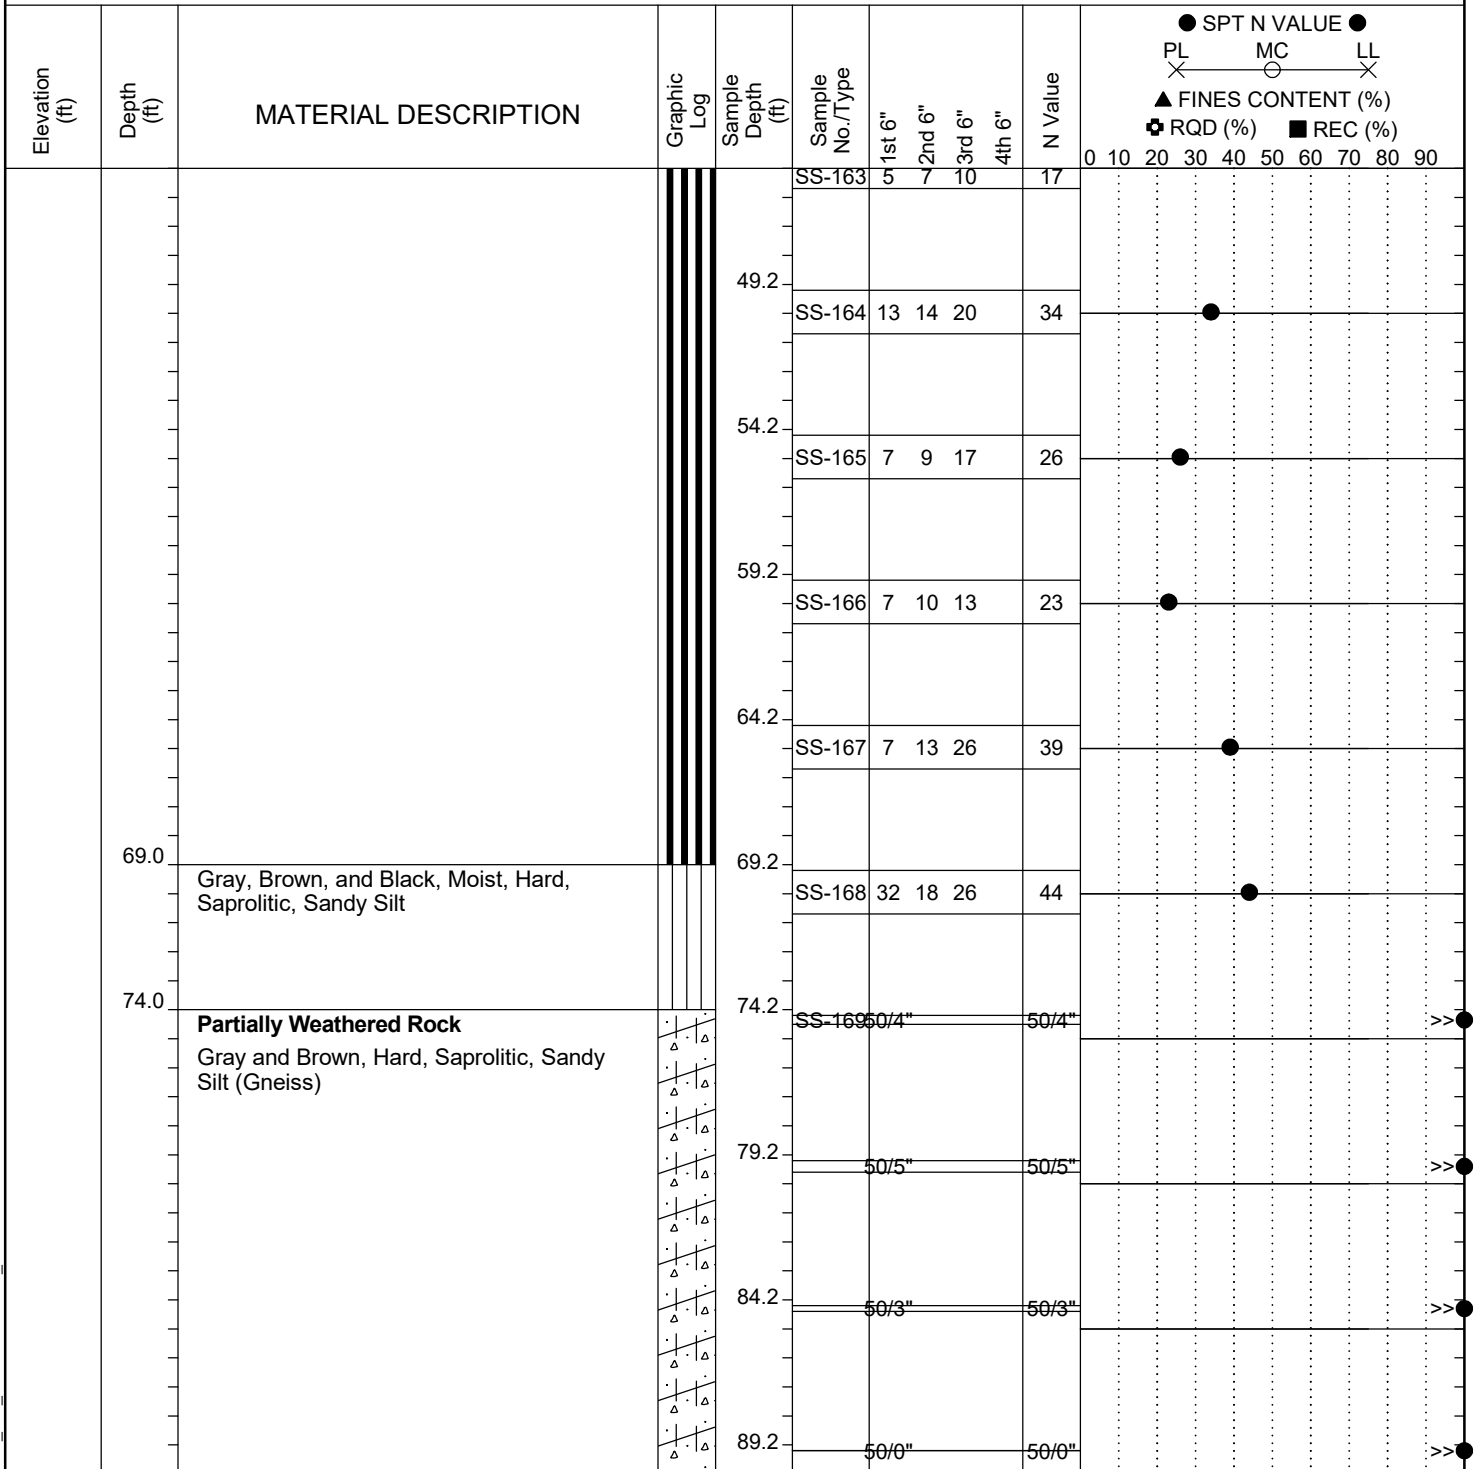 Elevation (ft)
Depth (ft)
MATERIAL DESCRIPTION
Graphic Log
Sample Depth (ft)
Sample No./Type
1st 6"
2nd 6"
3rd 6"
4th 6"
N Value
SPT N VALUE
PL MC LL
FINES CONTENT (%)
RQD (%) REC (%)
0 10 20 30 40 50 60 70 80 90
SS-163 5 7 10 17
49.2
SS-164 13 14 20 34
54.2
SS-165 7 9 17 26
59.2
SS-166 7 10 13 23
64.2
SS-167 7 13 26 39
69.0 69.2
Gray, Brown, and Black, Moist, Hard,
Saprolitic, Sandy Silt
SS-168 32 18 26 44
74.0 74.2
Partially Weathered Rock
SS-169 50/4" 50/4" >>
Gray and Brown, Hard, Saprolitic, Sandy
Silt (Gneiss)
79.2
50/5" 50/5" >>
84.2
50/3" 50/3" >>
89.2
50/0" 50/0" >>